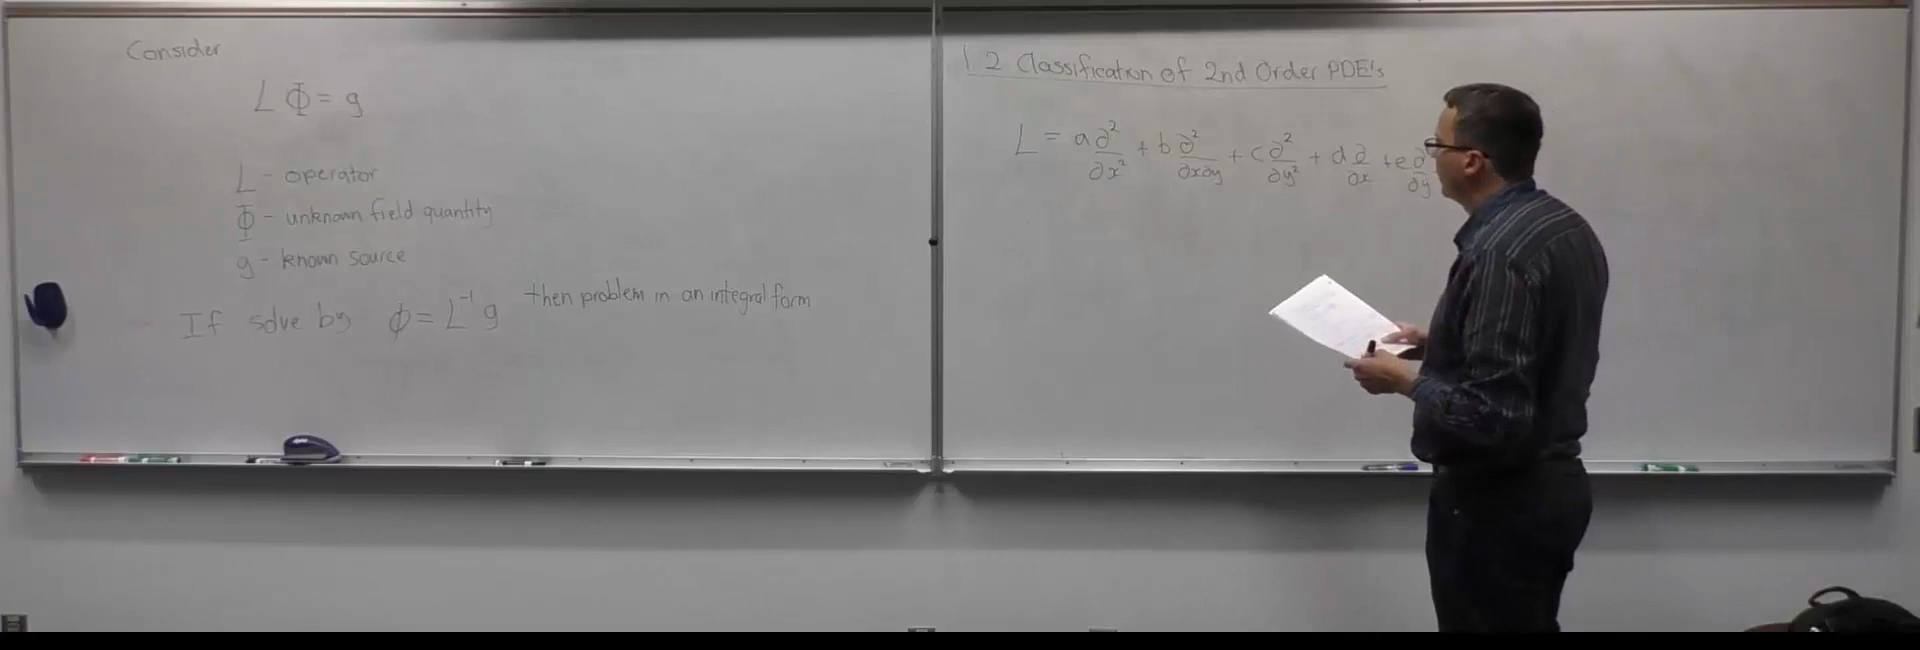 Consider
L Φ = g
L - operator
Φ - unknown field quantity
g - known source
If solve by ϕ = L⁻¹ g then problem in an integral form
1.2 Classification of 2nd Order PDE's
L = a ∂²/∂x² + b ∂²/∂x∂y + c ∂²/∂y² + d ∂/∂x + e ∂/∂y